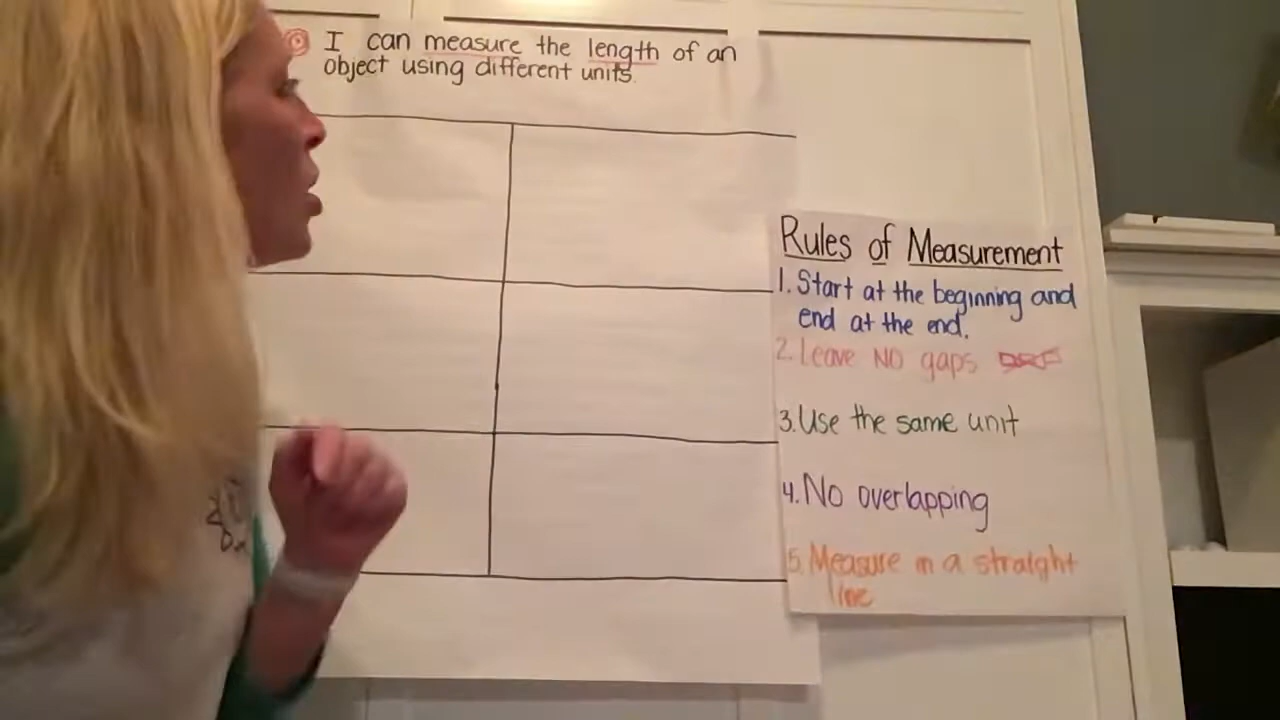 I can measure the length of an
object using different units.
Rules of Measurement
1. Start at the beginning and
end at the end.
2. Leave NO gaps
3. Use the same unit
4. No overlapping
5. Measure in a straight
line